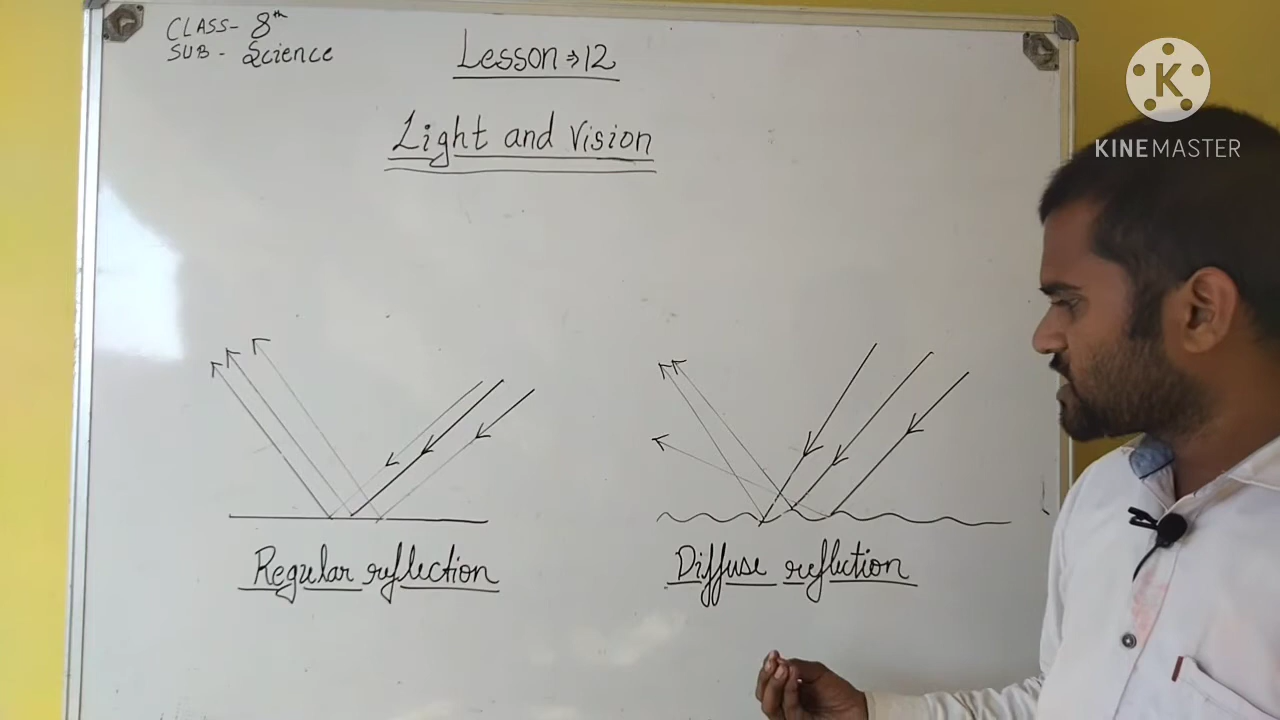 CLASS- 8th
SUB - Science
Lesson ⇒ 12
Light and Vision
Regular reflection
Diffuse reflection
K
KINEMASTER